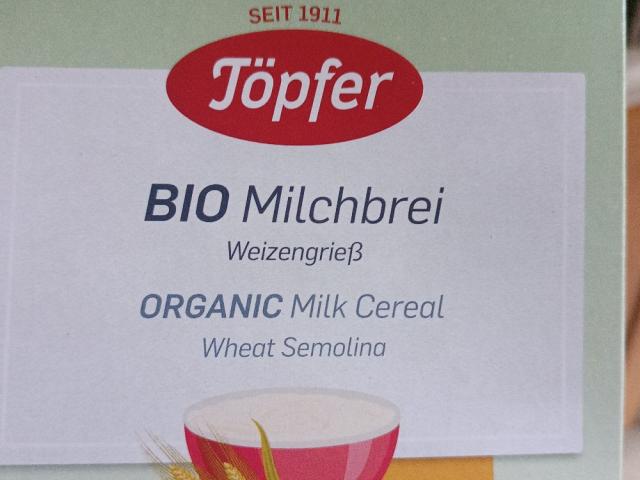 SEIT 1911
Töpfer
BIO Milchbrei
Weizengrieß
ORGANIC Milk Cereal
Wheat Semolina